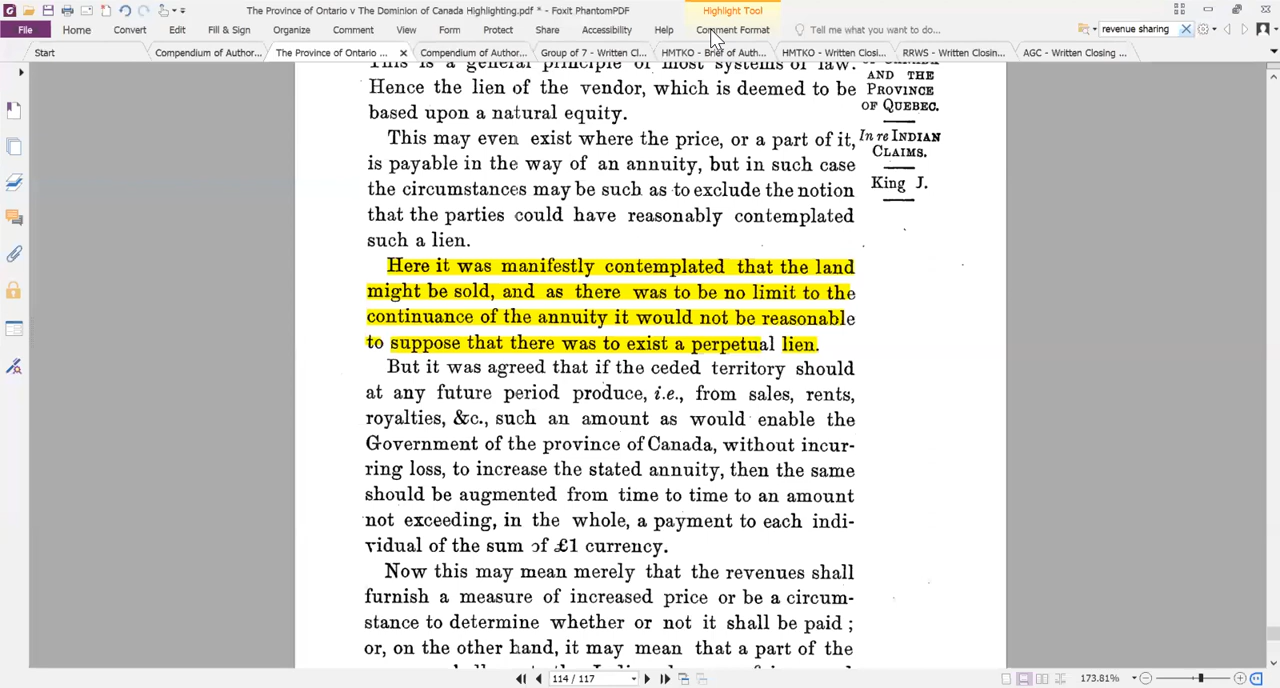 The Province of Ontario v The Dominion of Canada Highlighting.pdf * - Foxit PhantomPDF
Highlight Tool
File Home Convert Edit Fill & Sign Organize Comment View Form Protect Share Accessibility Help Comment Format Tell me what you want to do... revenue sharing
Start Compendium of Author... The Province of Ontario ... Compendium of Author... Group of 7 - Written Cl... HMTKO - Brief of Auth... HMTKO - Written Closi... RRWS - Written Closin... AGC - Written Closing ...
This is a general principle of most systems of law.
Hence the lien of the vendor, which is deemed to be
based upon a natural equity.
This may even exist where the price, or a part of it,
is payable in the way of an annuity, but in such case
the circumstances may be such as to exclude the notion
that the parties could have reasonably contemplated
such a lien.
Here it was manifestly contemplated that the land
might be sold, and as there was to be no limit to the
continuance of the annuity it would not be reasonable
to suppose that there was to exist a perpetual lien.
But it was agreed that if the ceded territory should
at any future period produce, i.e., from sales, rents,
royalties, &c., such an amount as would enable the
Government of the province of Canada, without incur-
ring loss, to increase the stated annuity, then the same
should be augmented from time to time to an amount
not exceeding, in the whole, a payment to each indi-
vidual of the sum of £1 currency.
Now this may mean merely that the revenues shall
furnish a measure of increased price or be a circum-
stance to determine whether or not it shall be paid ;
or, on the other hand, it may mean that a part of the
AND THE
PROVINCE
OF QUEBEC.
In re INDIAN
CLAIMS.
King J.
114 / 117
173.81%